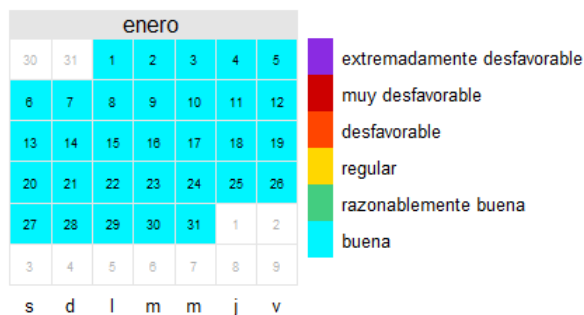 enero
30 31 1 2 3 4 5
6 7 8 9 10 11 12
13 14 15 16 17 18 19
20 21 22 23 24 25 26
27 28 29 30 31 1 2
3 4 5 6 7 8 9
s d l m m j v
extremadamente desfavorable
muy desfavorable
desfavorable
regular
razonablemente buena
buena